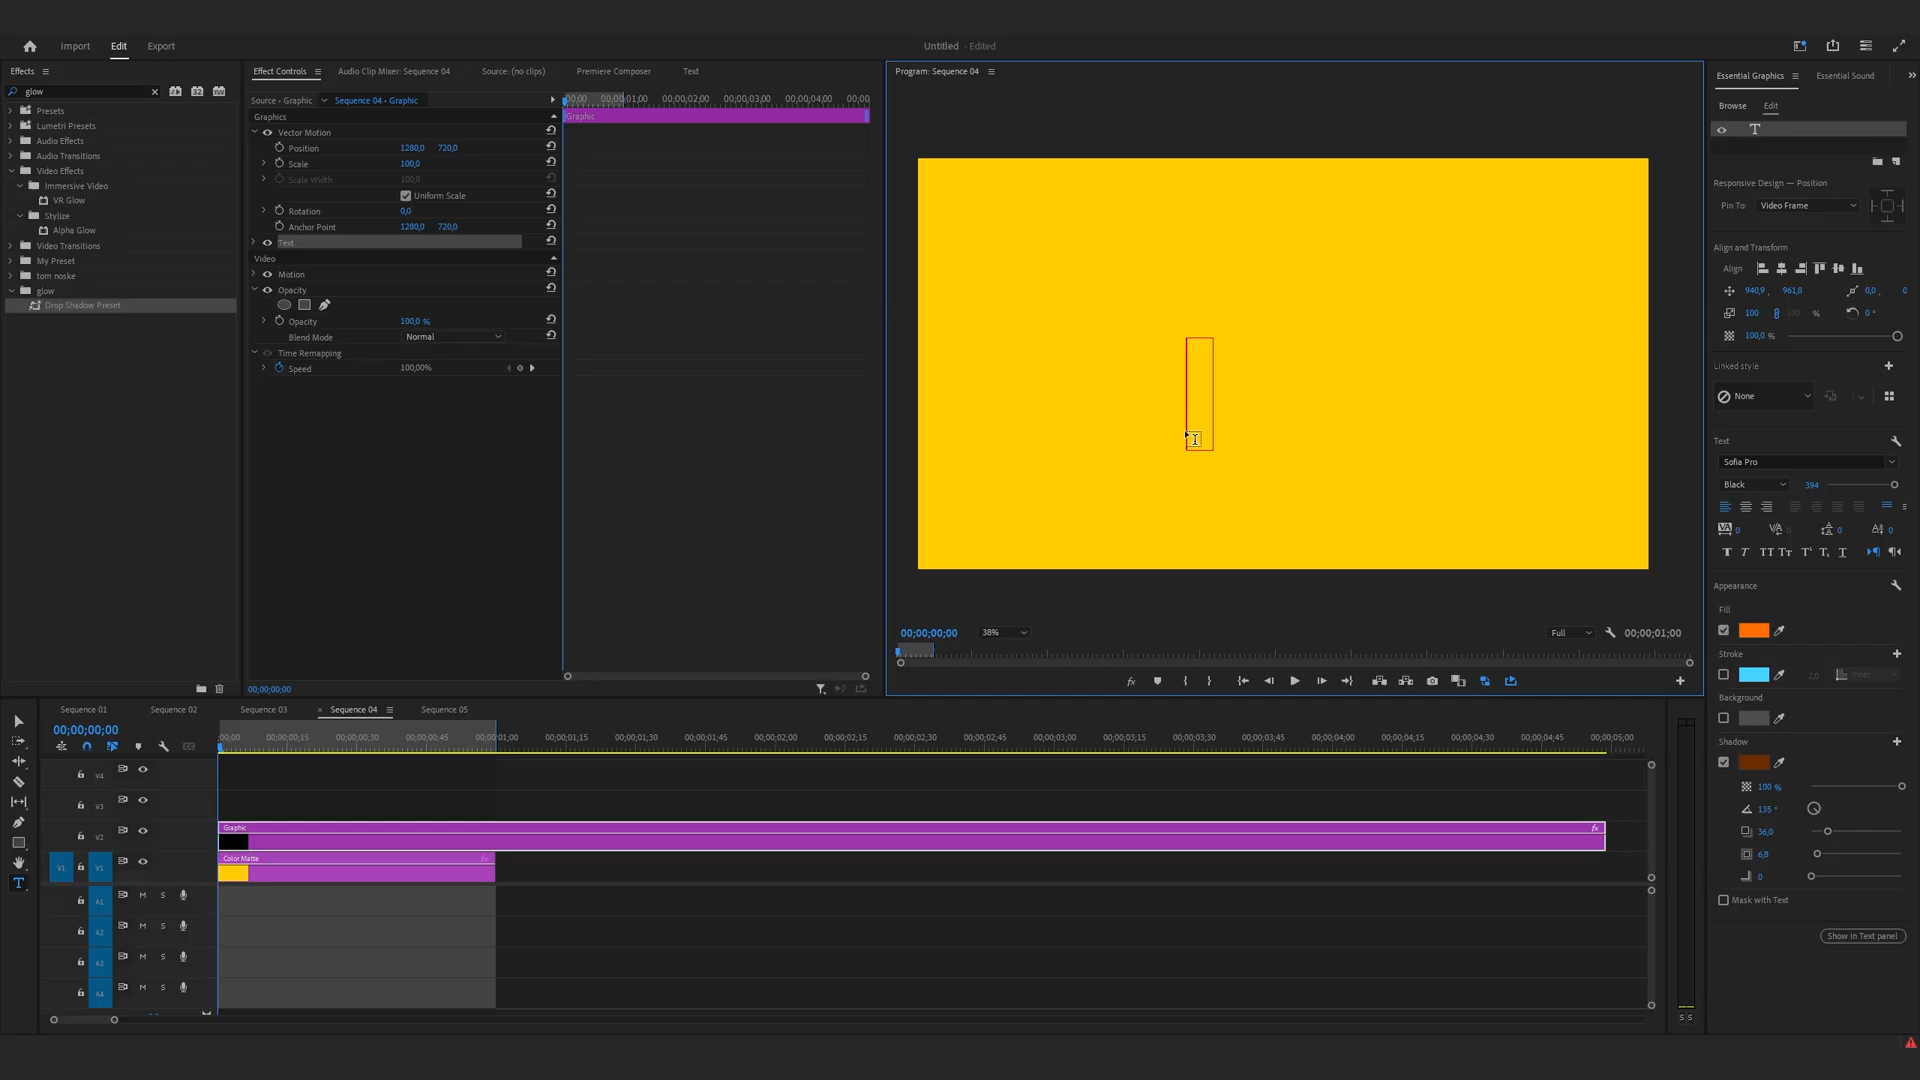 Import Edit Export
Untitled - Edited
Effects
glow
Presets
Lumetri Presets
Audio Effects
Audio Transitions
Video Effects
Immersive Video
VR Glow
Stylize
Alpha Glow
Video Transitions
My Preset
tom noske
glow
Drop Shadow Preset
Effect Controls Audio Clip Mixer: Sequence 04 Source: (no clips) Premiere Composer Text
Source • Graphic Sequence 04 • Graphic
00;00 00;00;01;00 00;00;02;00 00;00;03;00 00;00;04;00 00;00
Graphics
Graphic
Vector Motion
Position 1280,0 720,0
Scale 100,0
Scale Width 100,0
Uniform Scale
Rotation 0,0
Anchor Point 1280,0 720,0
Text
Video
Motion
Opacity
Opacity 100,0 %
Blend Mode Normal
Time Remapping
Speed 100,00%
00;00;00;00
Program: Sequence 04
00;00;00;00 38% Full 00;00;01;00
Essential Graphics Essential Sound
Browse Edit
Responsive Design — Position
Pin To: Video Frame
Align and Transform
Align
940,9 , 961,8 0,0 , 0
100 100 % 0 °
100,0 %
Linked style
None
Text
Sofia Pro
Black 394
0 0 0 0
Appearance
Fill
Stroke
2,0
Background
Shadow
100 %
135 °
36,0
6,8
0
Mask with Text
Show in Text panel
Sequence 01 Sequence 02 Sequence 03 × Sequence 04 Sequence 05
00;00;00;00
;00;00 00;00;00;15 00;00;00;30 00;00;00;45 00;00;01;00 00;00;01;15 00;00;01;30 00;00;01;45 00;00;02;00 00;00;02;15 00;00;02;30 00;00;02;45 00;00;03;00 00;00;03;15 00;00;03;30 00;00;03;45 00;00;04;00 00;00;04;15 00;00;04;30 00;00;04;45 00;00;05;00
V4
V3
V2
Graphic fx
V1 V1
Color Matte fx
A1 M S
A2 M S
A3 M S
A4 M S
S S